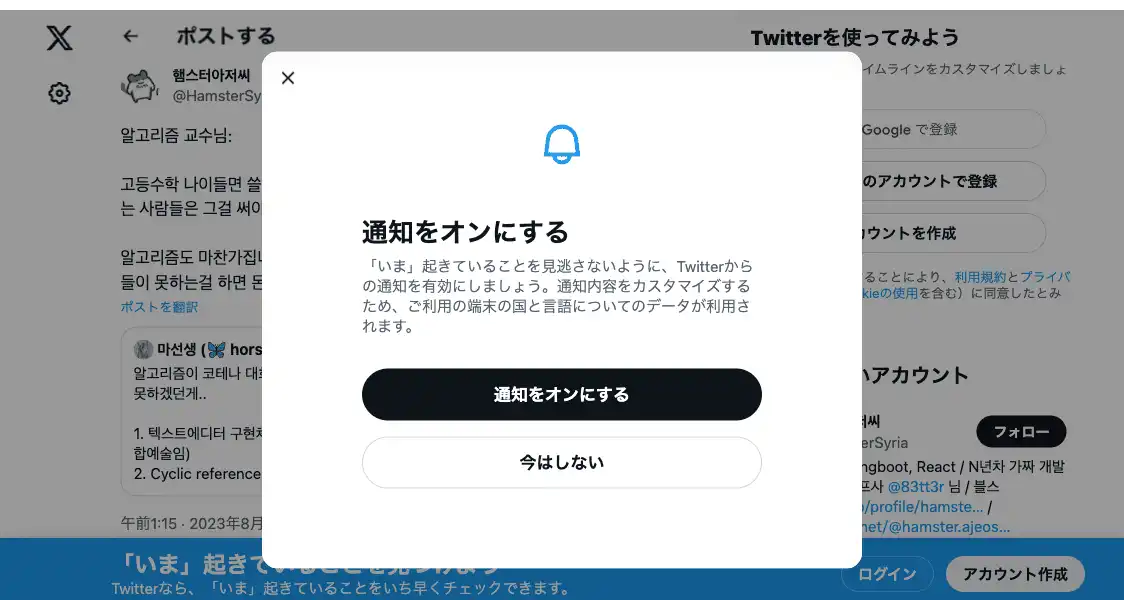 ポストする
햄스터아저씨
@HamsterSy
알고리즘 교수님:
고등수학 나이들면 쓸
는 사람들은 그걸 써야
알고리즘도 마찬가집니
들이 못하는걸 하면 돈
ポストを翻訳
마선생 (🦋 hors
알고리즘이 코테나 대회
못하겠던게..
1. 텍스트에디터 구현차
합예술임)
2. Cyclic reference
午前1:15 · 2023年8月
通知をオンにする
「いま」起きていることを見逃さないように、Twitterから
の通知を有効にしましょう。通知内容をカスタマイズする
ため、ご利用の端末の国と言語についてのデータが利用さ
れます。
通知をオンにする
今はしない
Twitterを使ってみよう
イムラインをカスタマイズしましょ
Google で登録
のアカウントで登録
カウントを作成
ることにより、利用規約とプライバ
kieの使用を含む）に同意したとみ
いアカウント
저씨
erSyria
フォロー
ngboot, React / N년차 가짜 개발
프사 @83tt3r 님 / 블스
/profile/hamste... /
net/@hamster.ajeos...
「いま」起きていることを見つけよう
Twitterなら、「いま」起きていることをいち早くチェックできます。
ログイン
アカウント作成